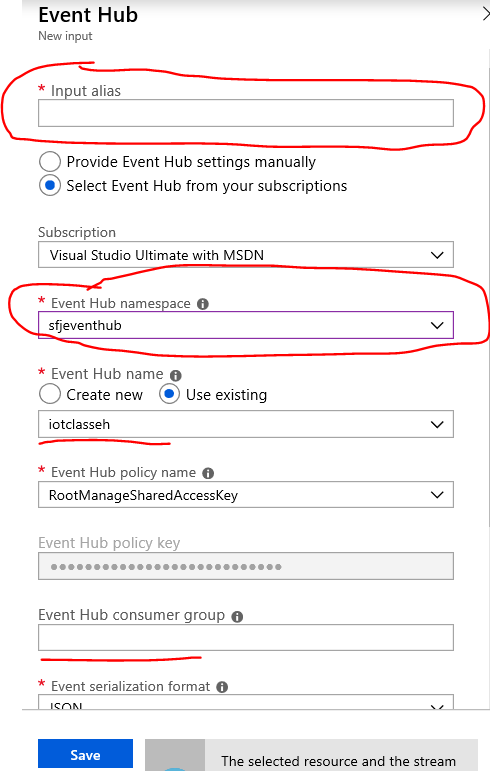 Event Hub
New input
* Input alias
Provide Event Hub settings manually
Select Event Hub from your subscriptions
Subscription
Visual Studio Ultimate with MSDN
* Event Hub namespace
sfjeventhub
* Event Hub name
Create new Use existing
iotclasseh
* Event Hub policy name
RootManageSharedAccessKey
Event Hub policy key
••••••••••••••••••••••••••••
Event Hub consumer group
* Event serialization format
JSON
Save
The selected resource and the stream